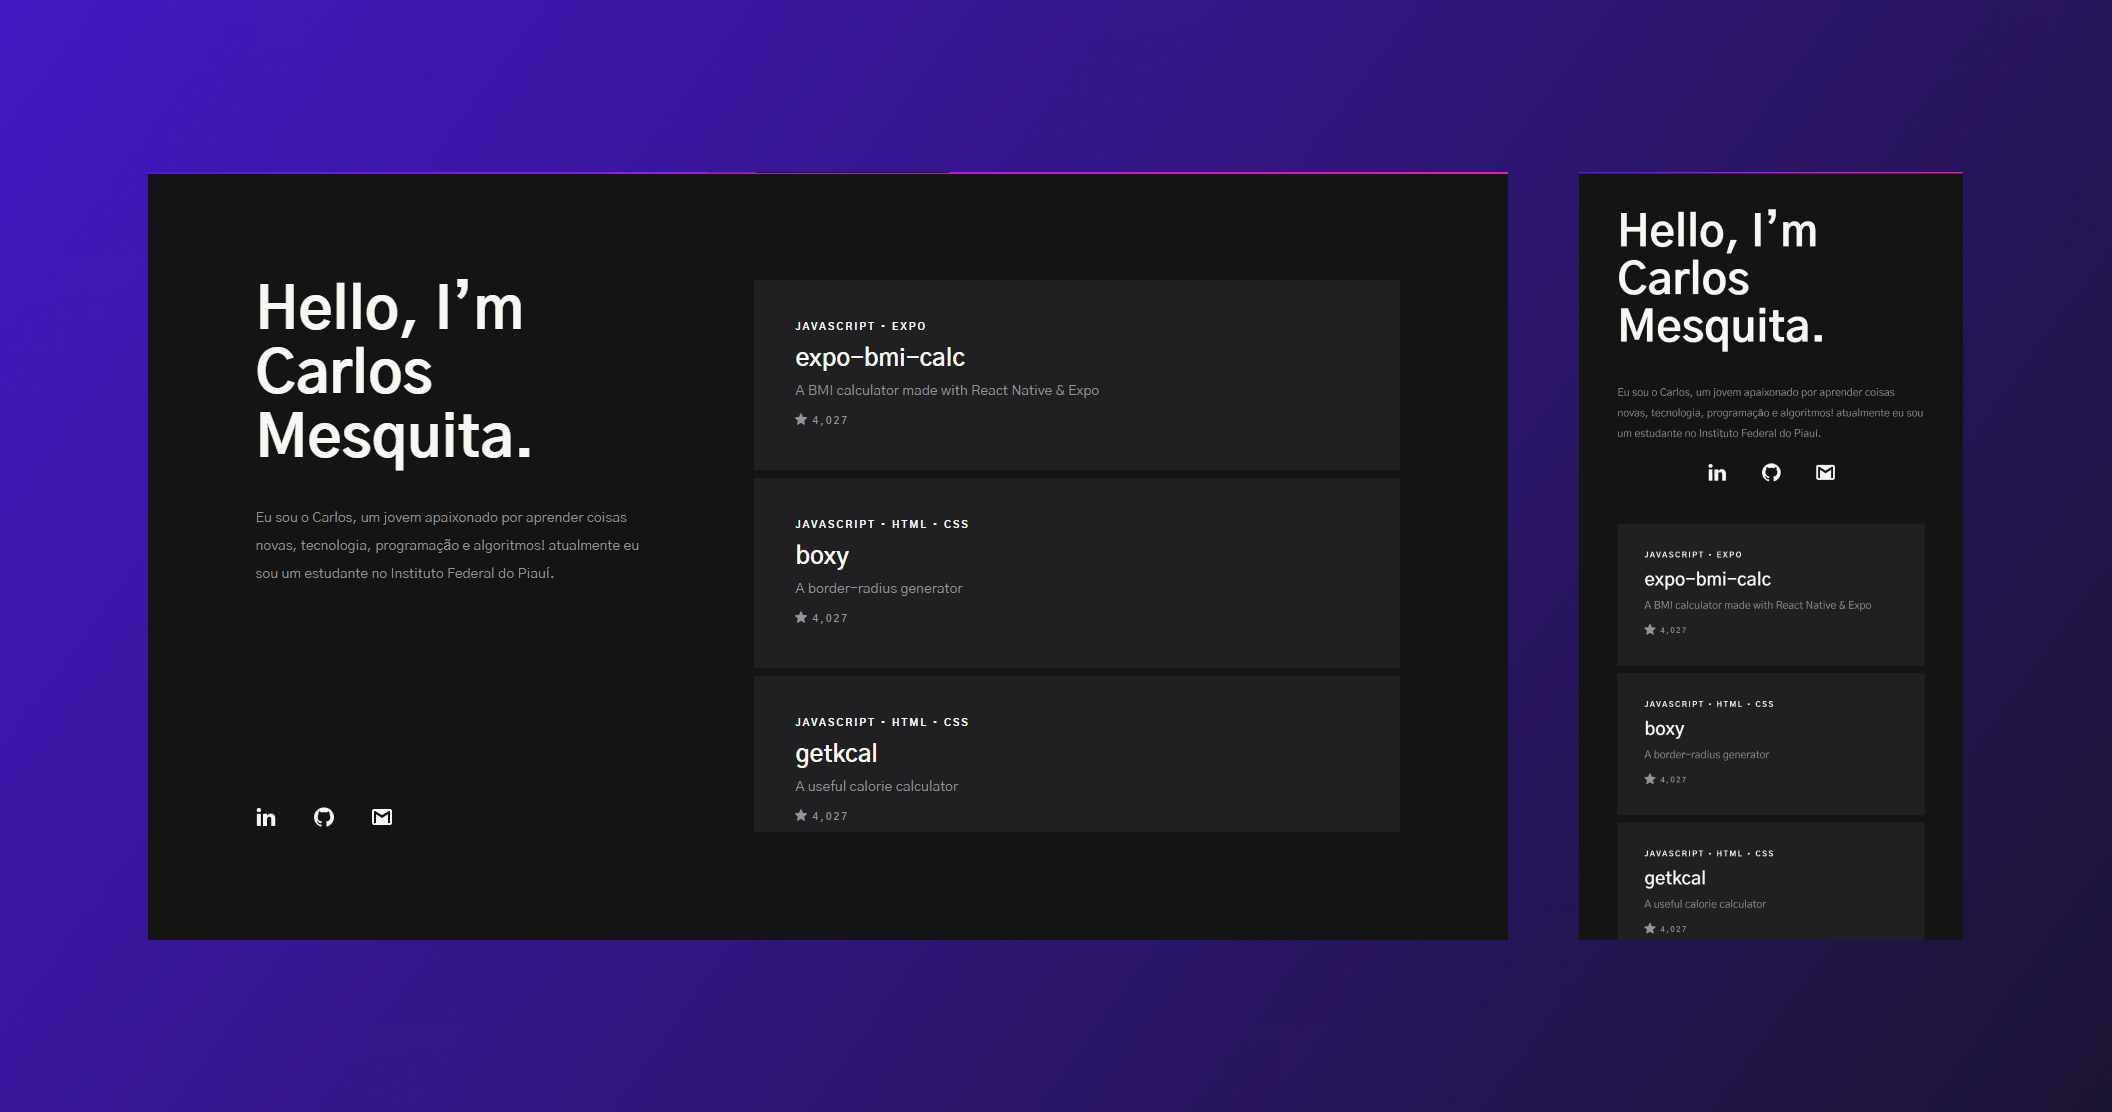 Hello, I’m
Carlos
Mesquita.
Eu sou o Carlos, um jovem apaixonado por aprender coisas
novas, tecnologia, programação e algoritmos! atualmente eu
sou um estudante no Instituto Federal do Piauí.
JAVASCRIPT • EXPO
expo-bmi-calc
A BMI calculator made with React Native & Expo
4,027
JAVASCRIPT • HTML • CSS
boxy
A border-radius generator
4,027
JAVASCRIPT • HTML • CSS
getkcal
A useful calorie calculator
4,027
Hello, I’m
Carlos
Mesquita.
Eu sou o Carlos, um jovem apaixonado por aprender coisas
novas, tecnologia, programação e algoritmos! atualmente eu sou
um estudante no Instituto Federal do Piauí.
JAVASCRIPT • EXPO
expo-bmi-calc
A BMI calculator made with React Native & Expo
4,027
JAVASCRIPT • HTML • CSS
boxy
A border-radius generator
4,027
JAVASCRIPT • HTML • CSS
getkcal
A useful calorie calculator
4,027